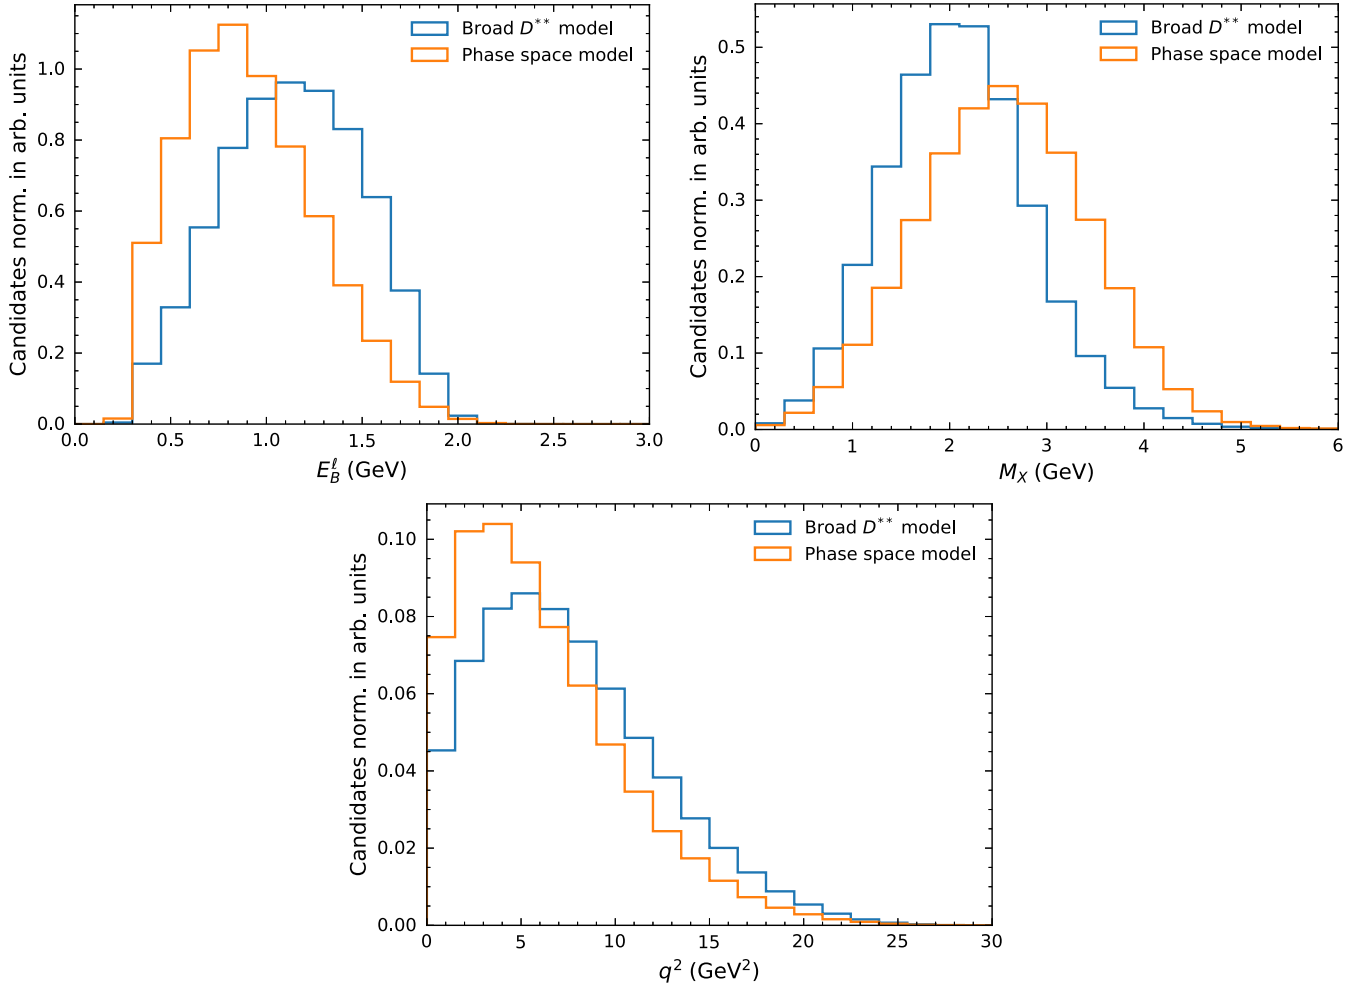 Candidates norm. in arb. units
1.0
0.8
0.6
0.4
0.2
0.0
Broad D** model
Phase space model
0.0 0.5 1.0 1.5 2.0 2.5 3.0
E_B^ℓ (GeV)
Candidates norm. in arb. units
0.5
0.4
0.3
0.2
0.1
0.0
Broad D** model
Phase space model
0 1 2 3 4 5 6
M_X (GeV)
Candidates norm. in arb. units
0.10
0.08
0.06
0.04
0.02
0.00
Broad D** model
Phase space model
0 5 10 15 20 25 30
q² (GeV²)